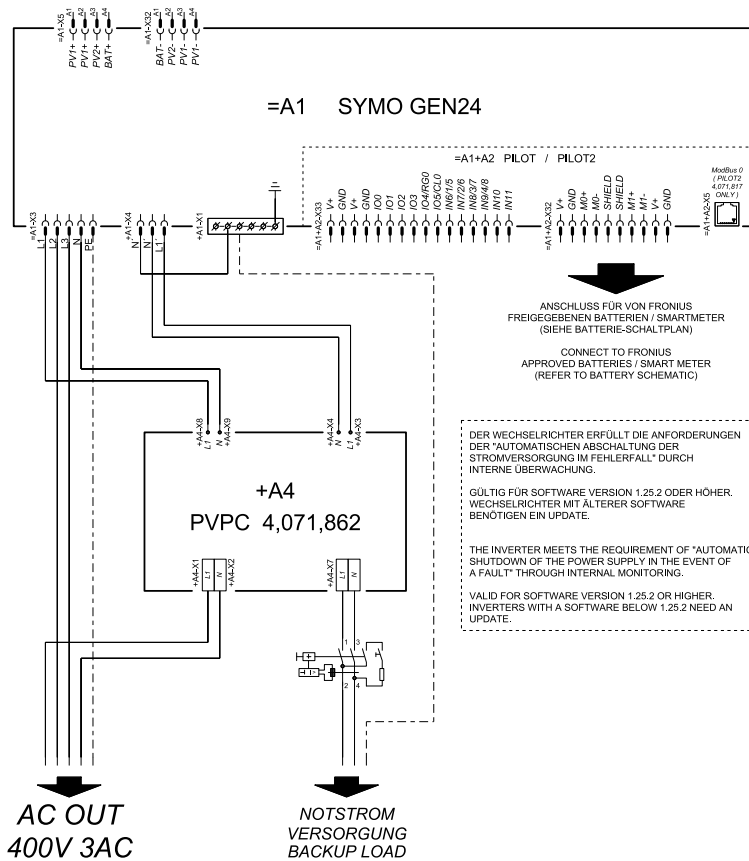 =A1-X5
A1
A2
A3
A4
PV1+
PV1+
PV2+
BAT+
=A1-X32
A1
A2
A3
A4
BAT-
PV2-
PV1-
PV1-
=A1 SYMO GEN24
=A1+A2 PILOT / PILOT2
ModBus 0
( PILOT2
4,071,817
ONLY )
=A1-X3
L1
L2
L3
N
PE
+A1-X4
N´
N´
L1´
+A1-X1
=A1+A2-X33
V+
GND
V+
GND
IO0
IO1
IO2
IO3
IO4/RG0
IO5/CL0
IN6/1/5
IN7/2/6
IN8/3/7
IN9/4/8
IN10
IN11
=A1+A2-X32
V+
GND
M0+
M0-
SHIELD
SHIELD
M1+
M1-
V+
GND
=A1+A2-X5
ANSCHLUSS FÜR VON FRONIUS
FREIGEGEBENEN BATTERIEN / SMARTMETER
(SIEHE BATTERIE-SCHALTPLAN)
CONNECT TO FRONIUS
APPROVED BATTERIES / SMART METER
(REFER TO BATTERY SCHEMATIC)
+A4-X8
L1
N
+A4-X9
+A4-X4
N
L1
+A4-X3
+A4
PVPC 4,071,862
+A4-X1
L1
N
+A4-X2
+A4-X7
L1
N
DER WECHSELRICHTER ERFÜLLT DIE ANFORDERUNGEN
DER "AUTOMATISCHEN ABSCHALTUNG DER
STROMVERSORGUNG IM FEHLERFALL" DURCH
INTERNE ÜBERWACHUNG.
GÜLTIG FÜR SOFTWARE VERSION 1.25.2 ODER HÖHER.
WECHSELRICHTER MIT ÄLTERER SOFTWARE
BENÖTIGEN EIN UPDATE.
THE INVERTER MEETS THE REQUIREMENT OF "AUTOMATIC
SHUTDOWN OF THE POWER SUPPLY IN THE EVENT OF
A FAULT" THROUGH INTERNAL MONITORING.
VALID FOR SOFTWARE VERSION 1.25.2 OR HIGHER.
INVERTERS WITH A SOFTWARE BELOW 1.25.2 NEED AN
UPDATE.
1
3
2
4
AC OUT
400V 3AC
NOTSTROM
VERSORGUNG
BACKUP LOAD